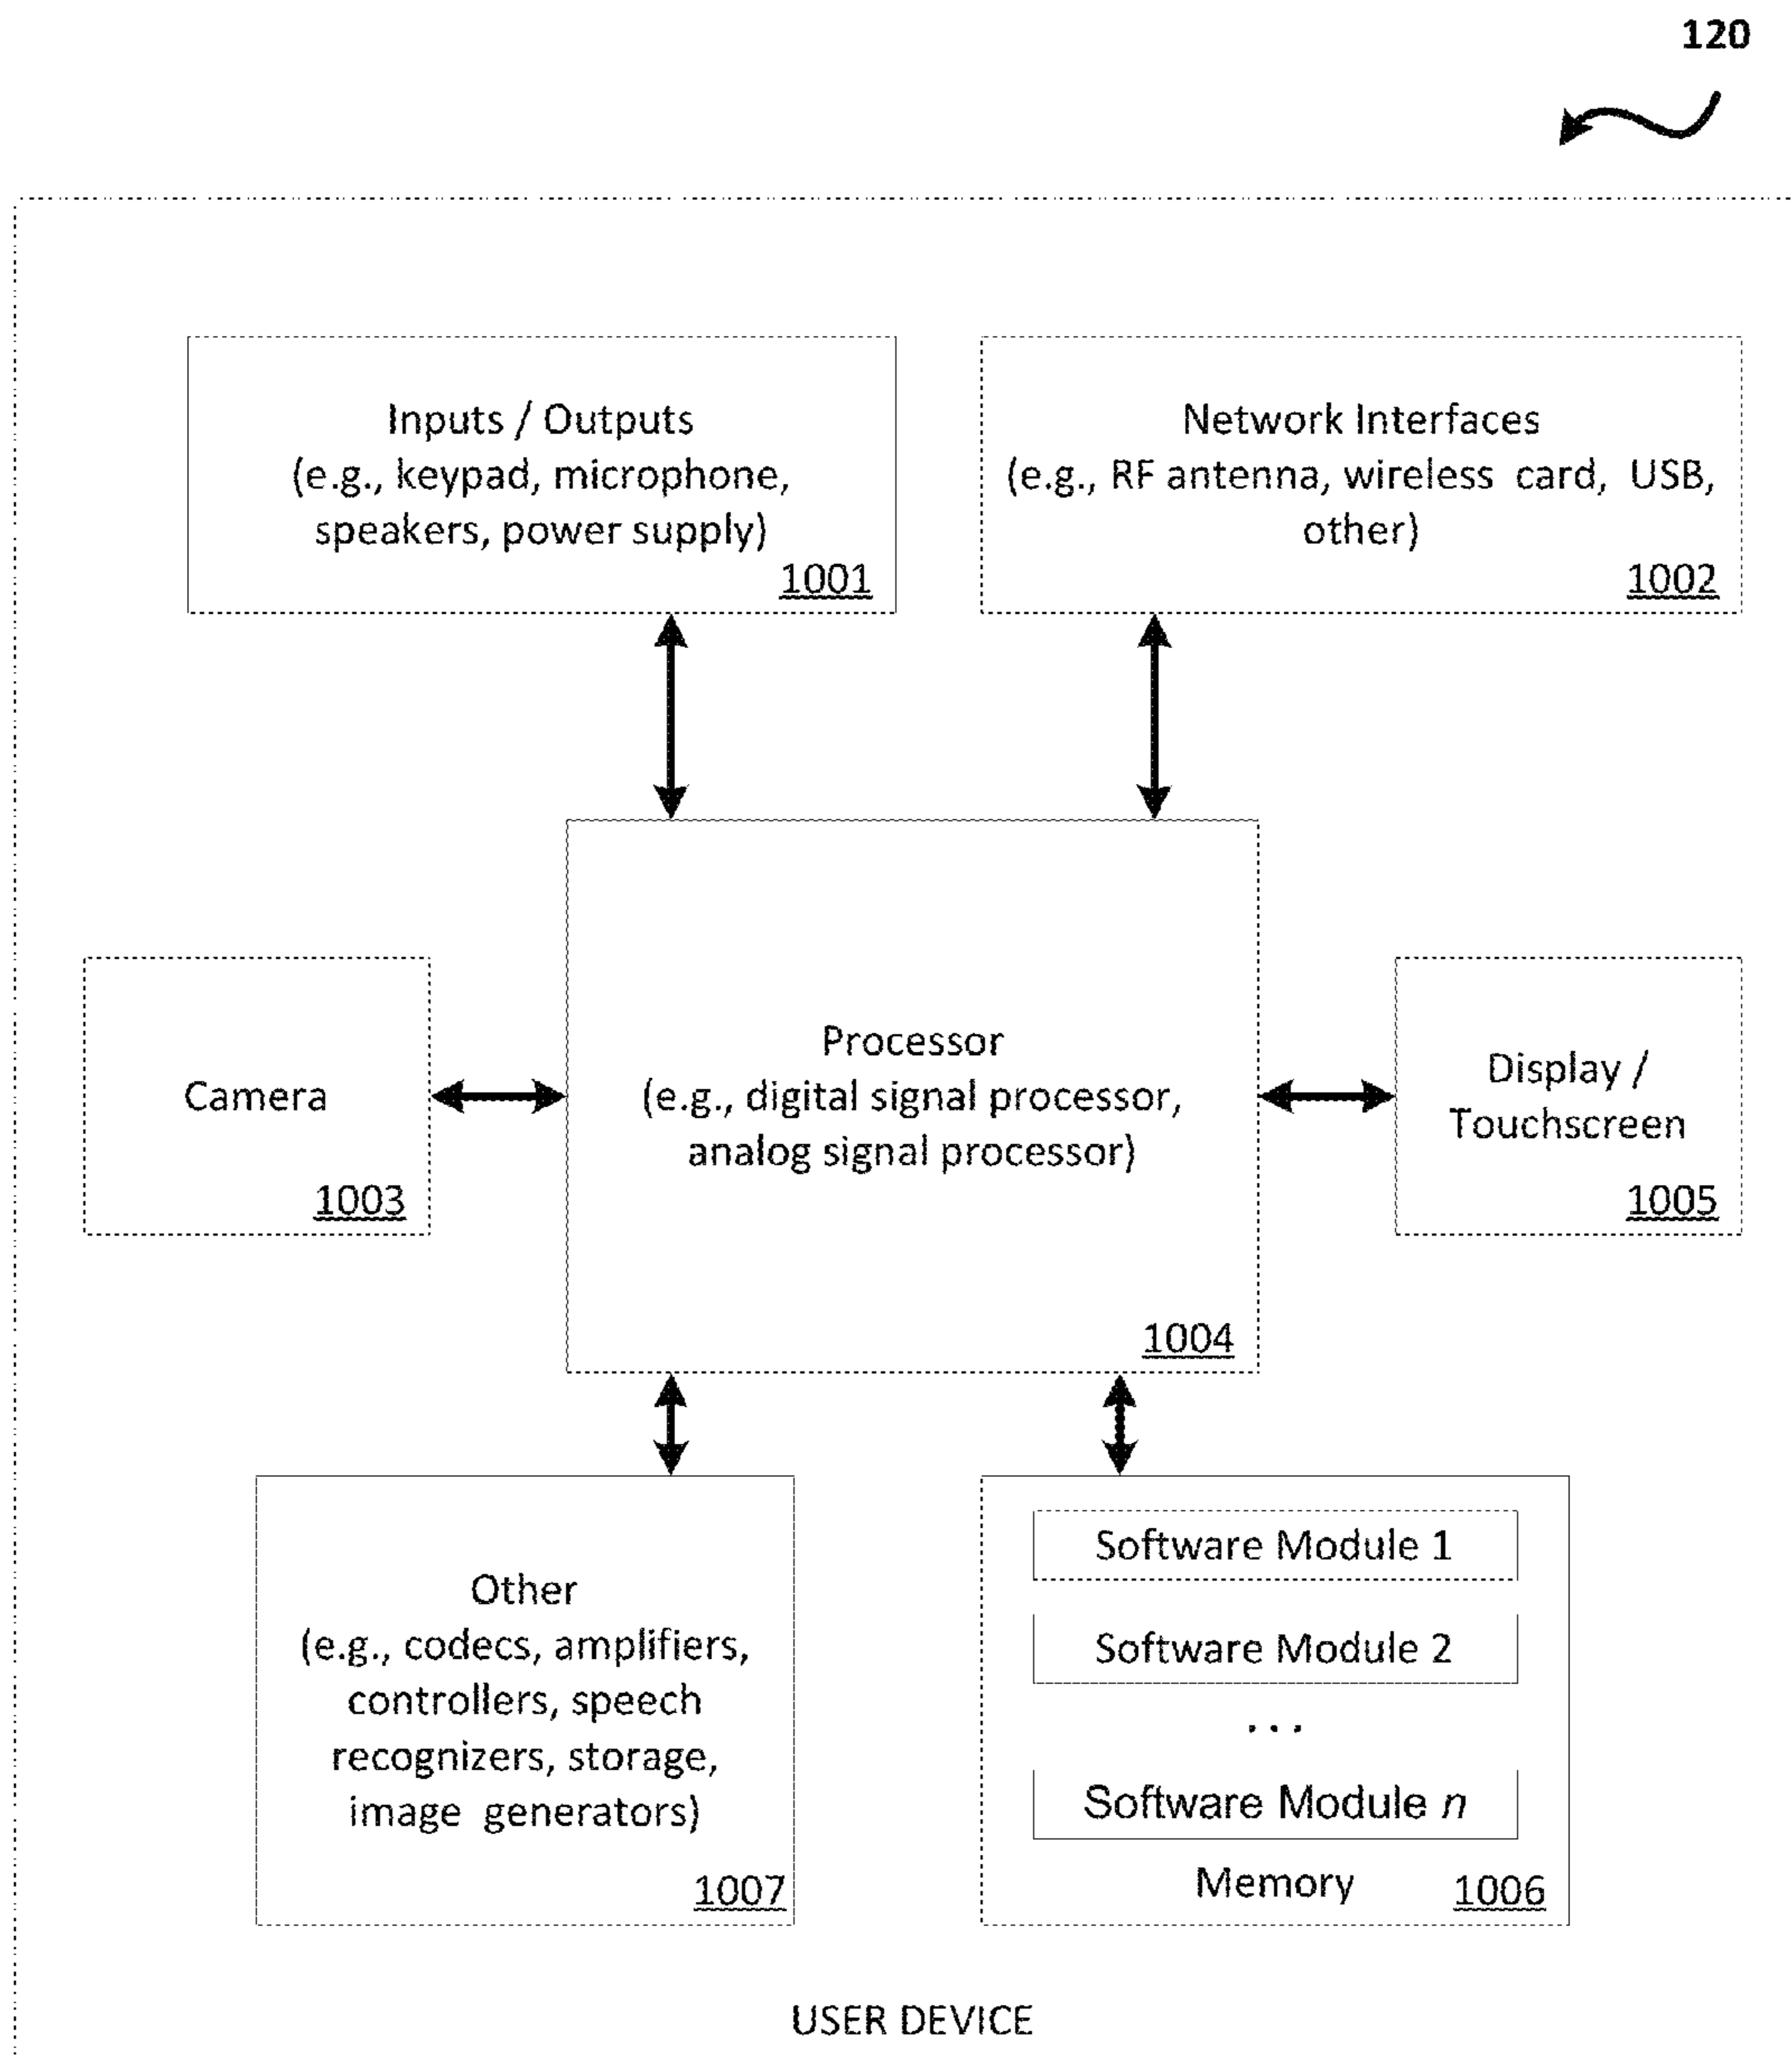 120
Inputs / Outputs
(e.g., keypad, microphone,
speakers, power supply)
1001
Network Interfaces
(e.g., RF antenna, wireless card, USB,
other)
1002
Camera
1003
Processor
(e.g., digital signal processor,
analog signal processor)
1004
Display /
Touchscreen
1005
Other
(e.g., codecs, amplifiers,
controllers, speech
recognizers, storage,
image generators)
1007
Software Module 1
Software Module 2
...
Software Module n
Memory
1006
USER DEVICE